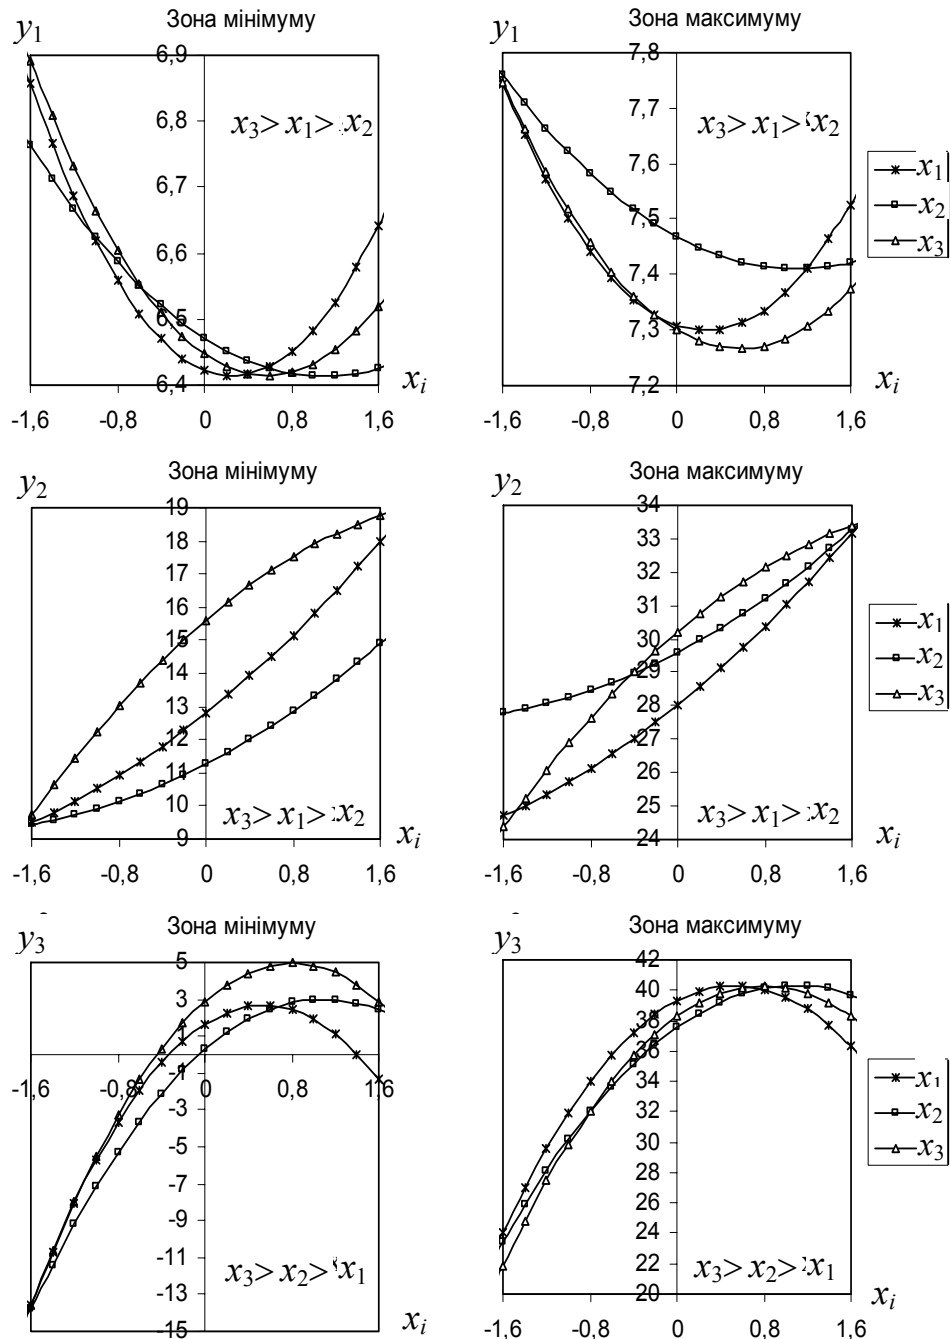 Зона мінімуму
y1
6,9
6,8
6,7
6,6
6,5
6,4
x3 > x1 > x2
xi
-1,6 -0,8 0 0,8 1,6
Зона максимуму
y1
7,8
7,7
7,6
7,5
7,4
7,3
7,2
x3 > x1 > x2
xi
-1,6 -0,8 0 0,8 1,6
x1
x2
x3
Зона мінімуму
y2
19
18
17
16
15
14
13
12
11
10
9
x3 > x1 > x2
xi
-1,6 -0,8 0 0,8 1,6
Зона максимуму
y2
34
33
32
31
30
29
28
27
26
25
24
x3 > x1 > x2
xi
-1,6 -0,8 0 0,8 1,6
x1
x2
x3
Зона мінімуму
y3
5
3
1
-1,6 -0,8 0 0,8 1,6
-3
-5
-7
-9
-11
-13
-15
x3 > x2 > x1
xi
Зона максимуму
y3
42
40
38
36
34
32
30
28
26
24
22
20
x3 > x2 > x1
xi
-1,6 -0,8 0 0,8 1,6
x1
x2
x3